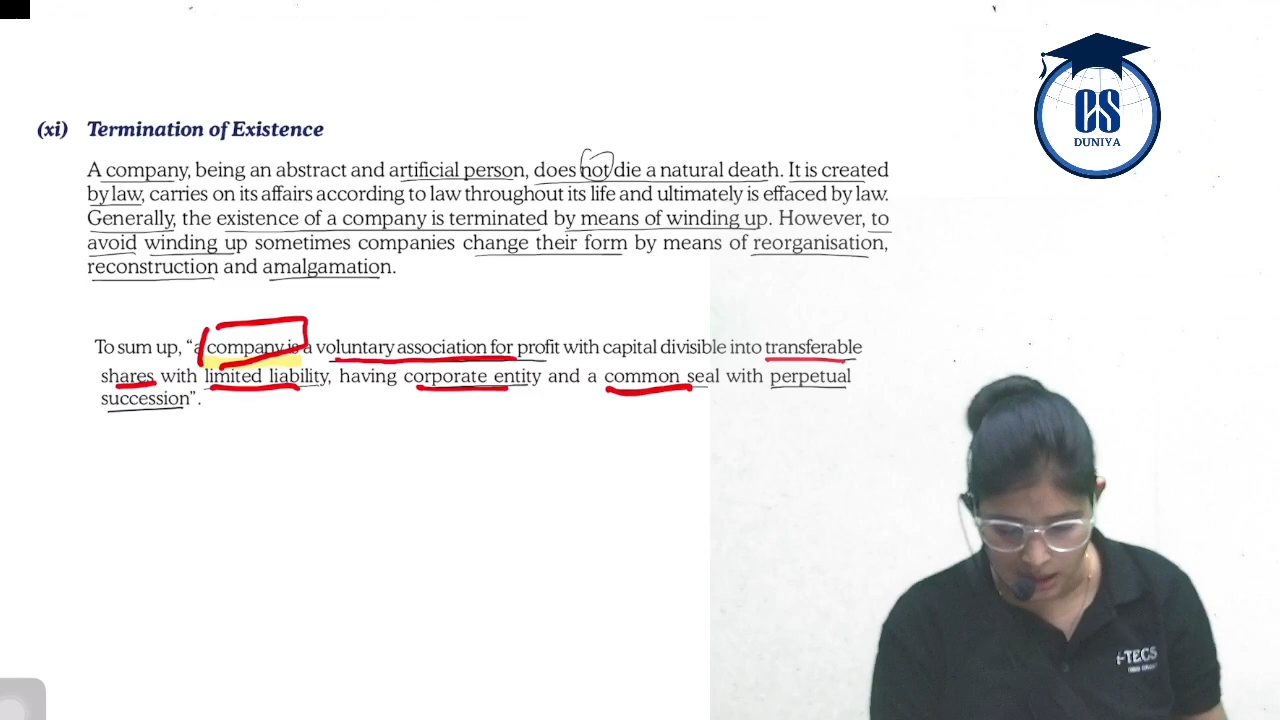 CS
DUNIYA
(xi) Termination of Existence
A company, being an abstract and artificial person, does not die a natural death. It is created
by law, carries on its affairs according to law throughout its life and ultimately is effaced by law.
Generally, the existence of a company is terminated by means of winding up. However, to
avoid winding up sometimes companies change their form by means of reorganisation,
reconstruction and amalgamation.
To sum up, “a company is a voluntary association for profit with capital divisible into transferable
shares with limited liability, having corporate entity and a common seal with perpetual
succession”.
i-TECS